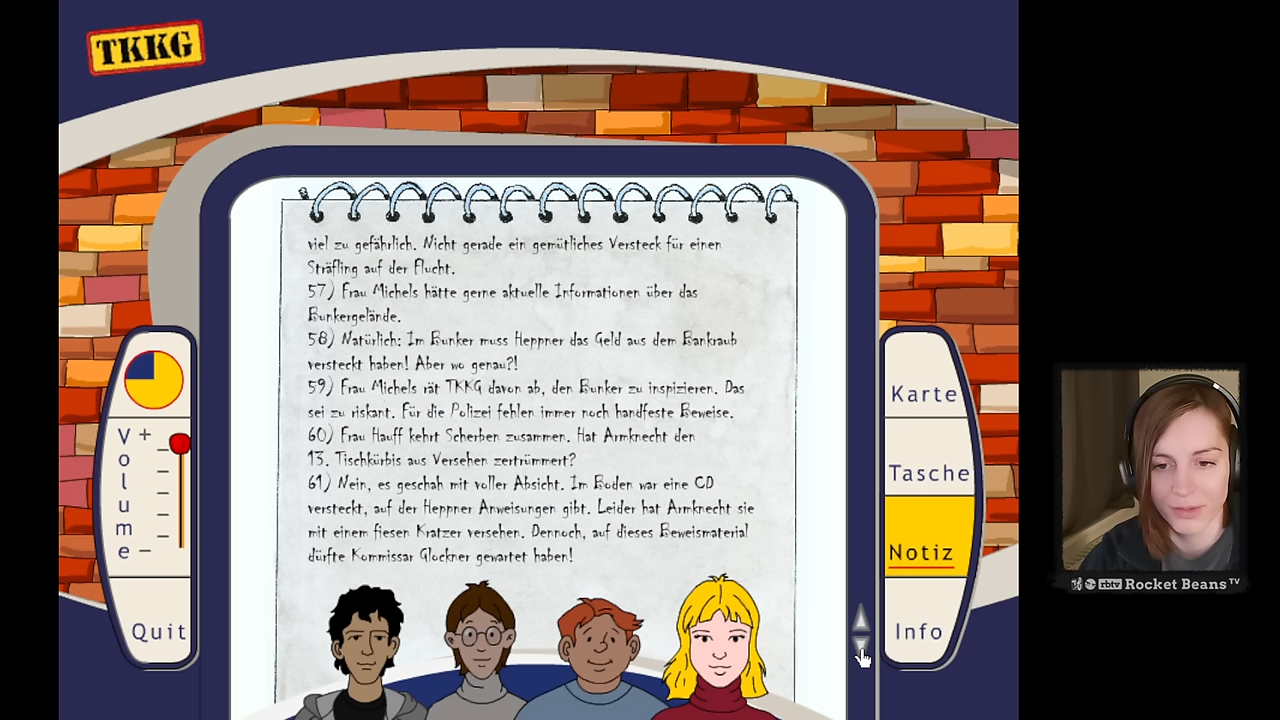 TKKG
viel zu gefährlich. Nicht gerade ein gemütliches Versteck für einen
Sträfling auf der Flucht.
57) Frau Michels hätte gerne aktuelle Informationen über das
Bunkergelände.
58) Natürlich: Im Bunker muss Heppner das Geld aus dem Bankraub
versteckt haben! Aber wo genau?!
59) Frau Michels rät TKKG davon ab, den Bunker zu inspizieren. Das
sei zu riskant. Für die Polizei fehlen immer noch handfeste Beweise.
60) Frau Hauff kehrt Scherben zusammen. Hat Armknecht den
13. Tischkürbis aus Versehen zertrümmert?
61) Nein, es geschah mit voller Absicht. Im Boden war eine CD
versteckt, auf der Heppner Anweisungen gibt. Leider hat Armknecht sie
mit einem fiesen Kratzer versehen. Dennoch, auf dieses Beweismaterial
dürfte Kommissar Glockner gewartet haben!
Volume
+
–
Quit
Karte
Tasche
Notiz
Info
rbtv Rocket Beans TV